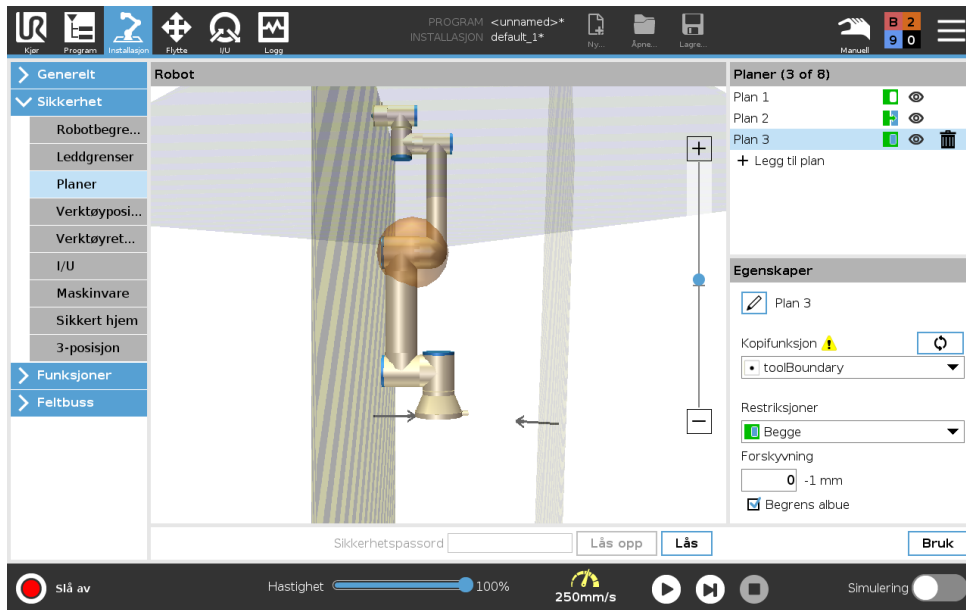 PROGRAM <unnamed>*
INSTALLASJON default_1*
Kjør
Program
Installasjon
Flytte
I/U
Logg
Ny...
Åpne...
Lagre...
Manuell
B 2
9 0
Generelt
Sikkerhet
Robotbegre...
Leddgrenser
Planer
Verktøyposi...
Verktøyret...
I/U
Maskinvare
Sikkert hjem
3-posisjon
Funksjoner
Feltbuss
Robot
Sikkerhetspassord
Lås opp
Lås
Planer (3 of 8)
Plan 1
Plan 2
Plan 3
+ Legg til plan
Egenskaper
Plan 3
Kopifunksjon
toolBoundary
Restriksjoner
Begge
Forskyvning
0 -1 mm
Begrens albue
Bruk
Slå av
Hastighet
100%
250mm/s
Simulering